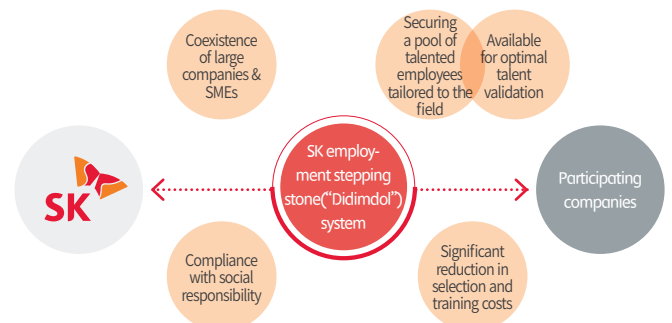 Coexistence
of large
companies &
SMEs
Securing
a pool of
talented
employees
tailored to the
field
Available
for optimal
talent
validation
SK
SK employ-
ment stepping
stone(“Didimdol”)
system
Participating
companies
Compliance
with social
responsibility
Significant
reduction in
selection and
training costs